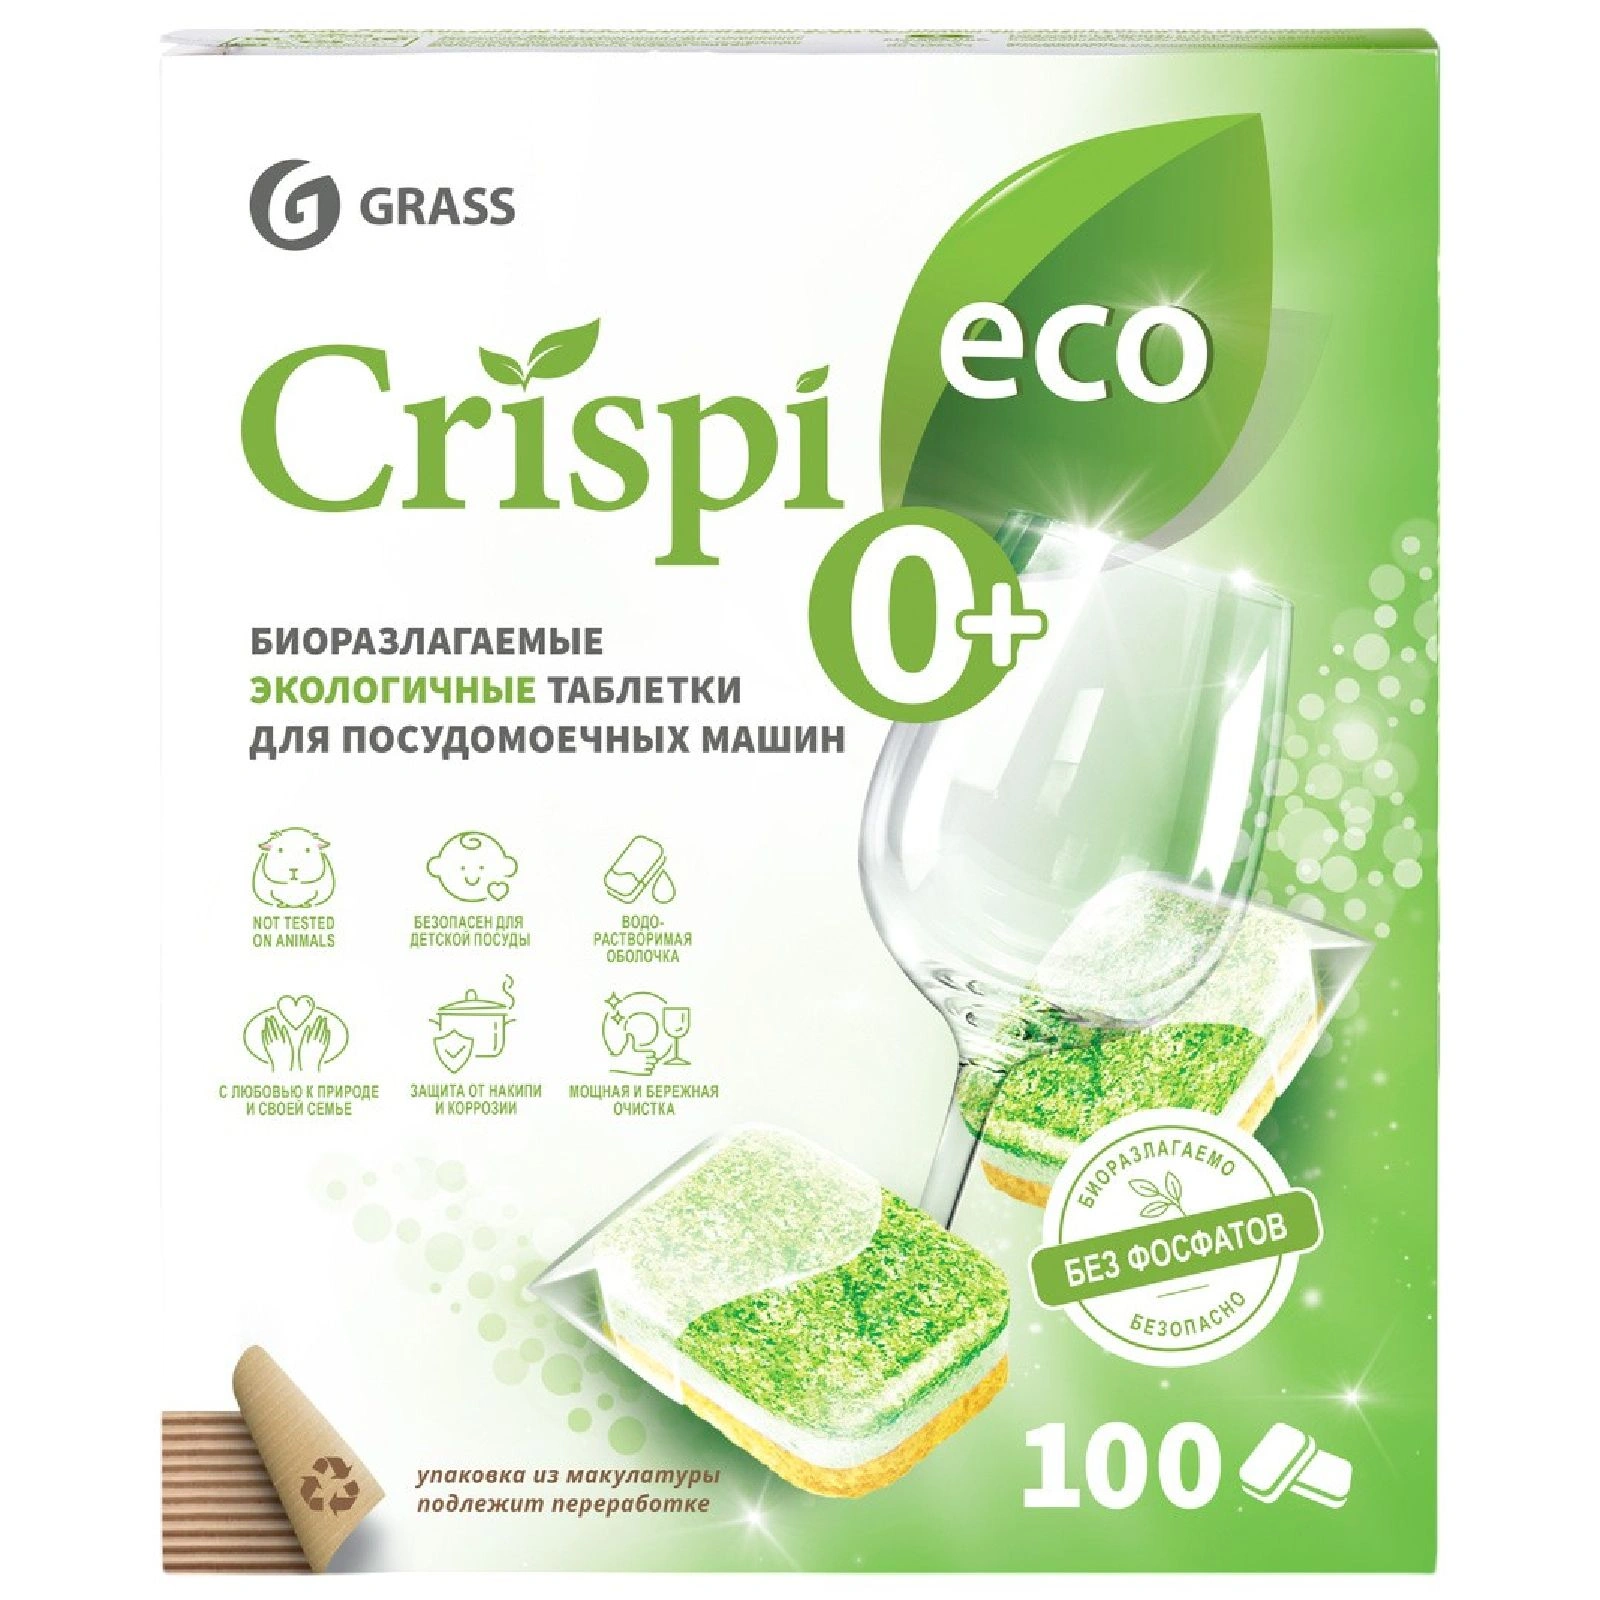 GRASS
eco
Crispi
0+
БИОРАЗЛАГАЕМЫЕ
ЭКОЛОГИЧНЫЕ ТАБЛЕТКИ
ДЛЯ ПОСУДОМОЕЧНЫХ МАШИН
NOT TESTED
ON ANIMALS
БЕЗОПАСЕН ДЛЯ
ДЕТСКОЙ ПОСУДЫ
ВОДО-
РАСТВОРИМАЯ
ОБОЛОЧКА
С ЛЮБОВЬЮ К ПРИРОДЕ
И СВОЕЙ СЕМЬЕ
ЗАЩИТА ОТ НАКИПИ
И КОРРОЗИИ
МОЩНАЯ И БЕРЕЖНАЯ
ОЧИСТКА
БИОРАЗЛАГАЕМО
БЕЗ ФОСФАТОВ
БЕЗОПАСНО
100
упаковка из макулатуры
подлежит переработке